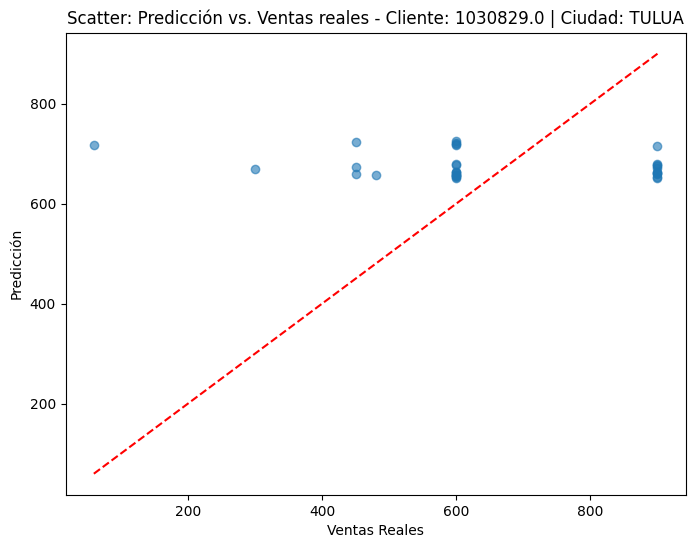 Scatter: Predicción vs. Ventas reales - Cliente: 1030829.0 | Ciudad: TULUA
800
600
400
200
Predicción
200 400 600 800
Ventas Reales